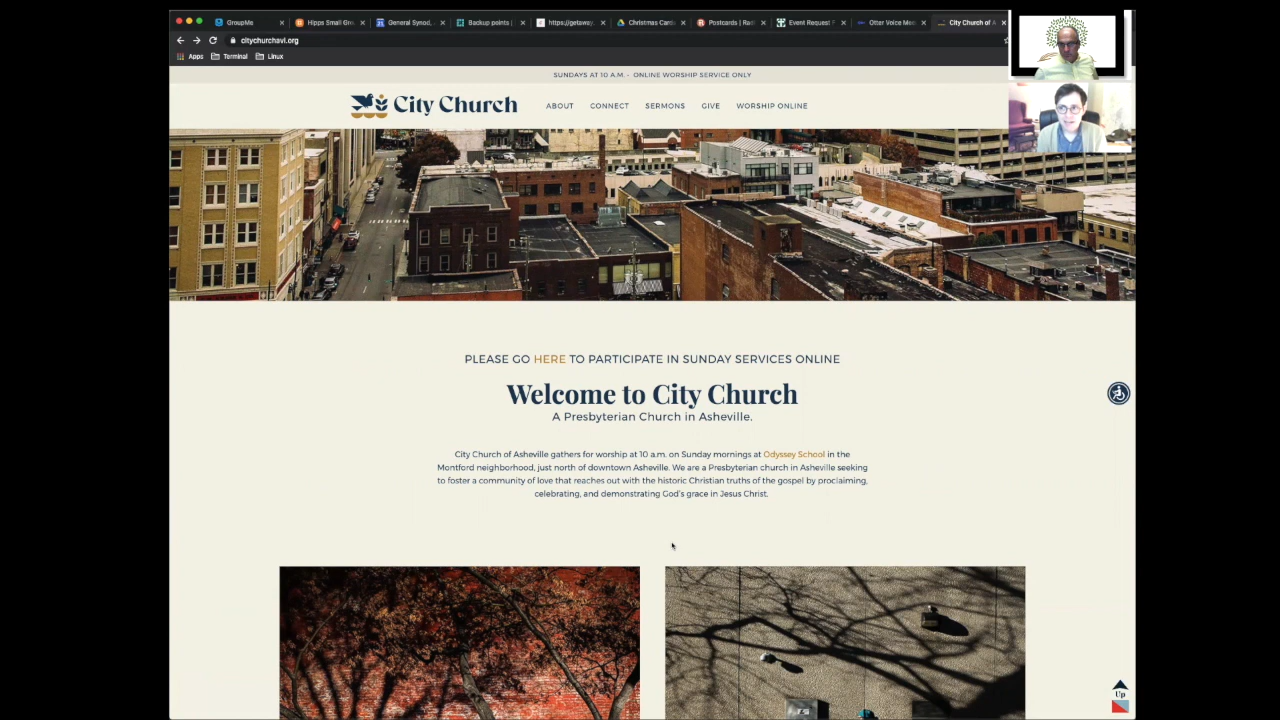 GroupMe
Hipps Small Gro
General Synod,
Backup points |
https://getaway.
Christmas Cards
Postcards | Rad
Event Request F
Otter Voice Mee
City Church of A
citychurchavl.org
Apps
Terminal
Linux
SUNDAYS AT 10 A.M. - ONLINE WORSHIP SERVICE ONLY
City Church
ABOUT
CONNECT
SERMONS
GIVE
WORSHIP ONLINE
PLEASE GO HERE TO PARTICIPATE IN SUNDAY SERVICES ONLINE
Welcome to City Church
A Presbyterian Church in Asheville.
City Church of Asheville gathers for worship at 10 a.m. on Sunday mornings at Odyssey School in the
Montford neighborhood, just north of downtown Asheville. We are a Presbyterian church in Asheville seeking
to foster a community of love that reaches out with the historic Christian truths of the gospel by proclaiming,
celebrating, and demonstrating God's grace in Jesus Christ.
Up